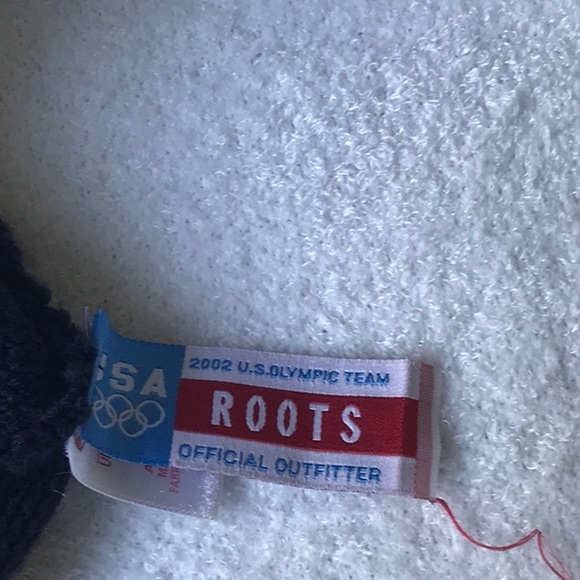 USA
2002 U.S.OLYMPIC TEAM
ROOTS
OFFICIAL OUTFITTER